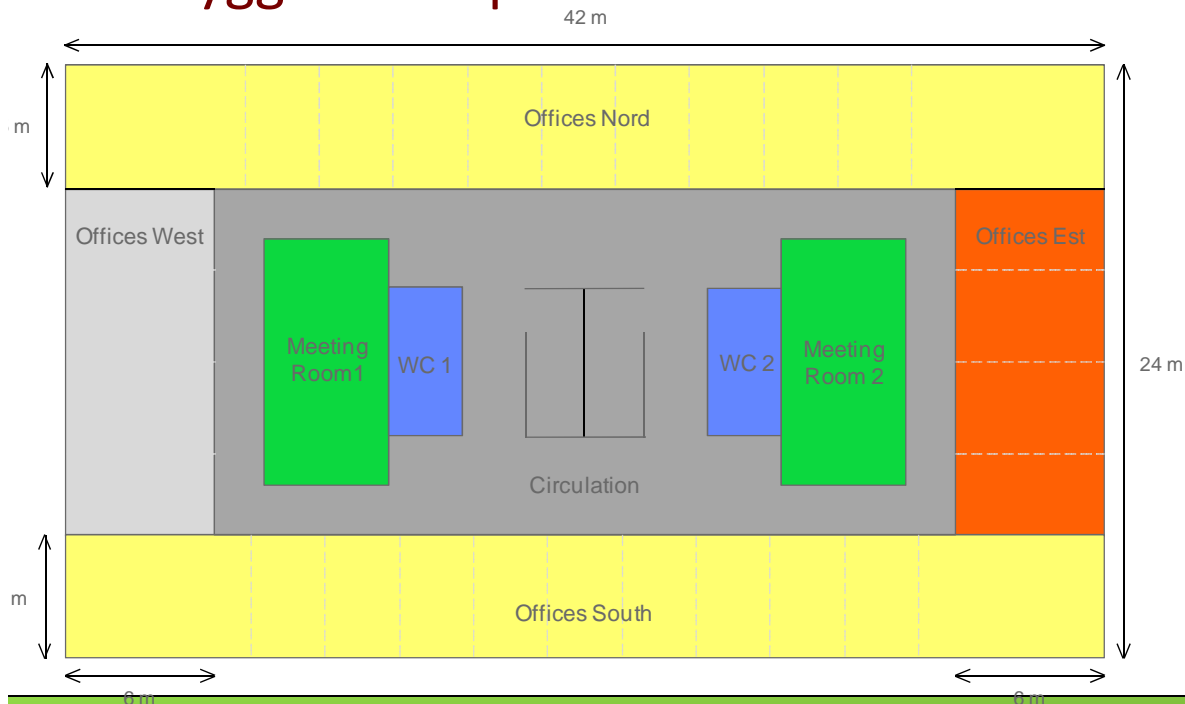 42 m
m
Offices Nord
Offices West
Offices Est
Meeting
Room1
WC 1
WC 2
Meeting
Room 2
24 m
Circulation
m
Offices South
6 m